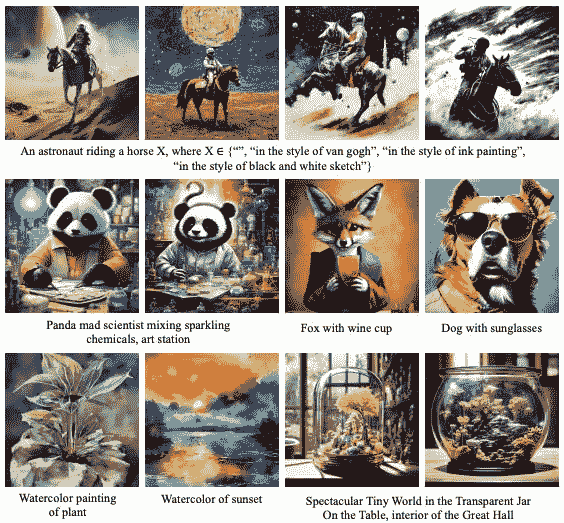 An astronaut riding a horse X, where X ∈ {“”, “in the style of van gogh”, “in the style of ink painting”,
“in the style of black and white sketch”}
Panda mad scientist mixing sparkling
chemicals, art station
Fox with wine cup
Dog with sunglasses
Watercolor painting
of plant
Watercolor of sunset
Spectacular Tiny World in the Transparent Jar
On the Table, interior of the Great Hall